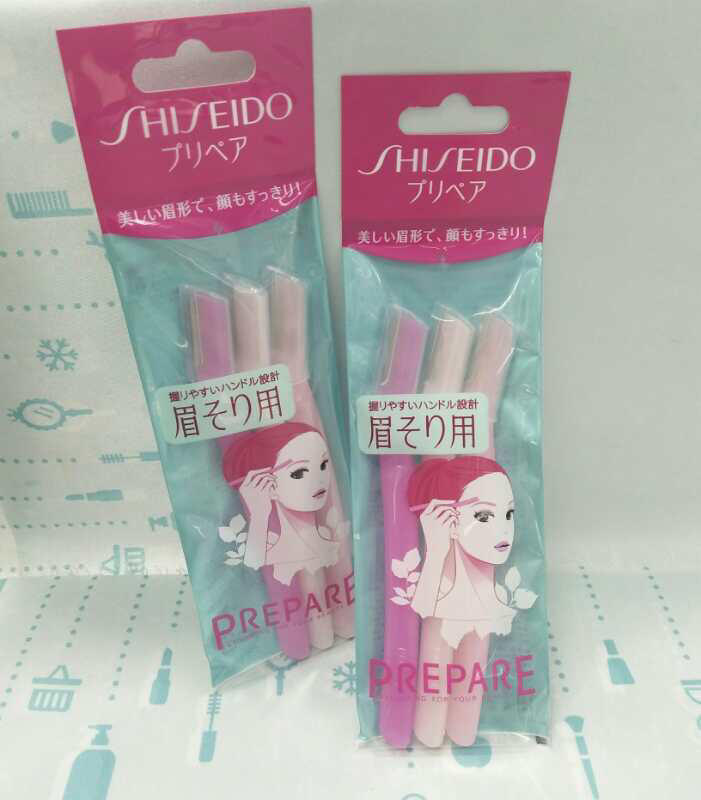 SHISEIDO
プリペア
美しい眉形で、顔もすっきり!
握りやすいハンドル設計
眉そり用
PREPARE
SHISEIDO
プリペア
美しい眉形で、顔もすっきり!
握りやすいハンドル設計
眉そり用
PREPARE
FOR YOUR